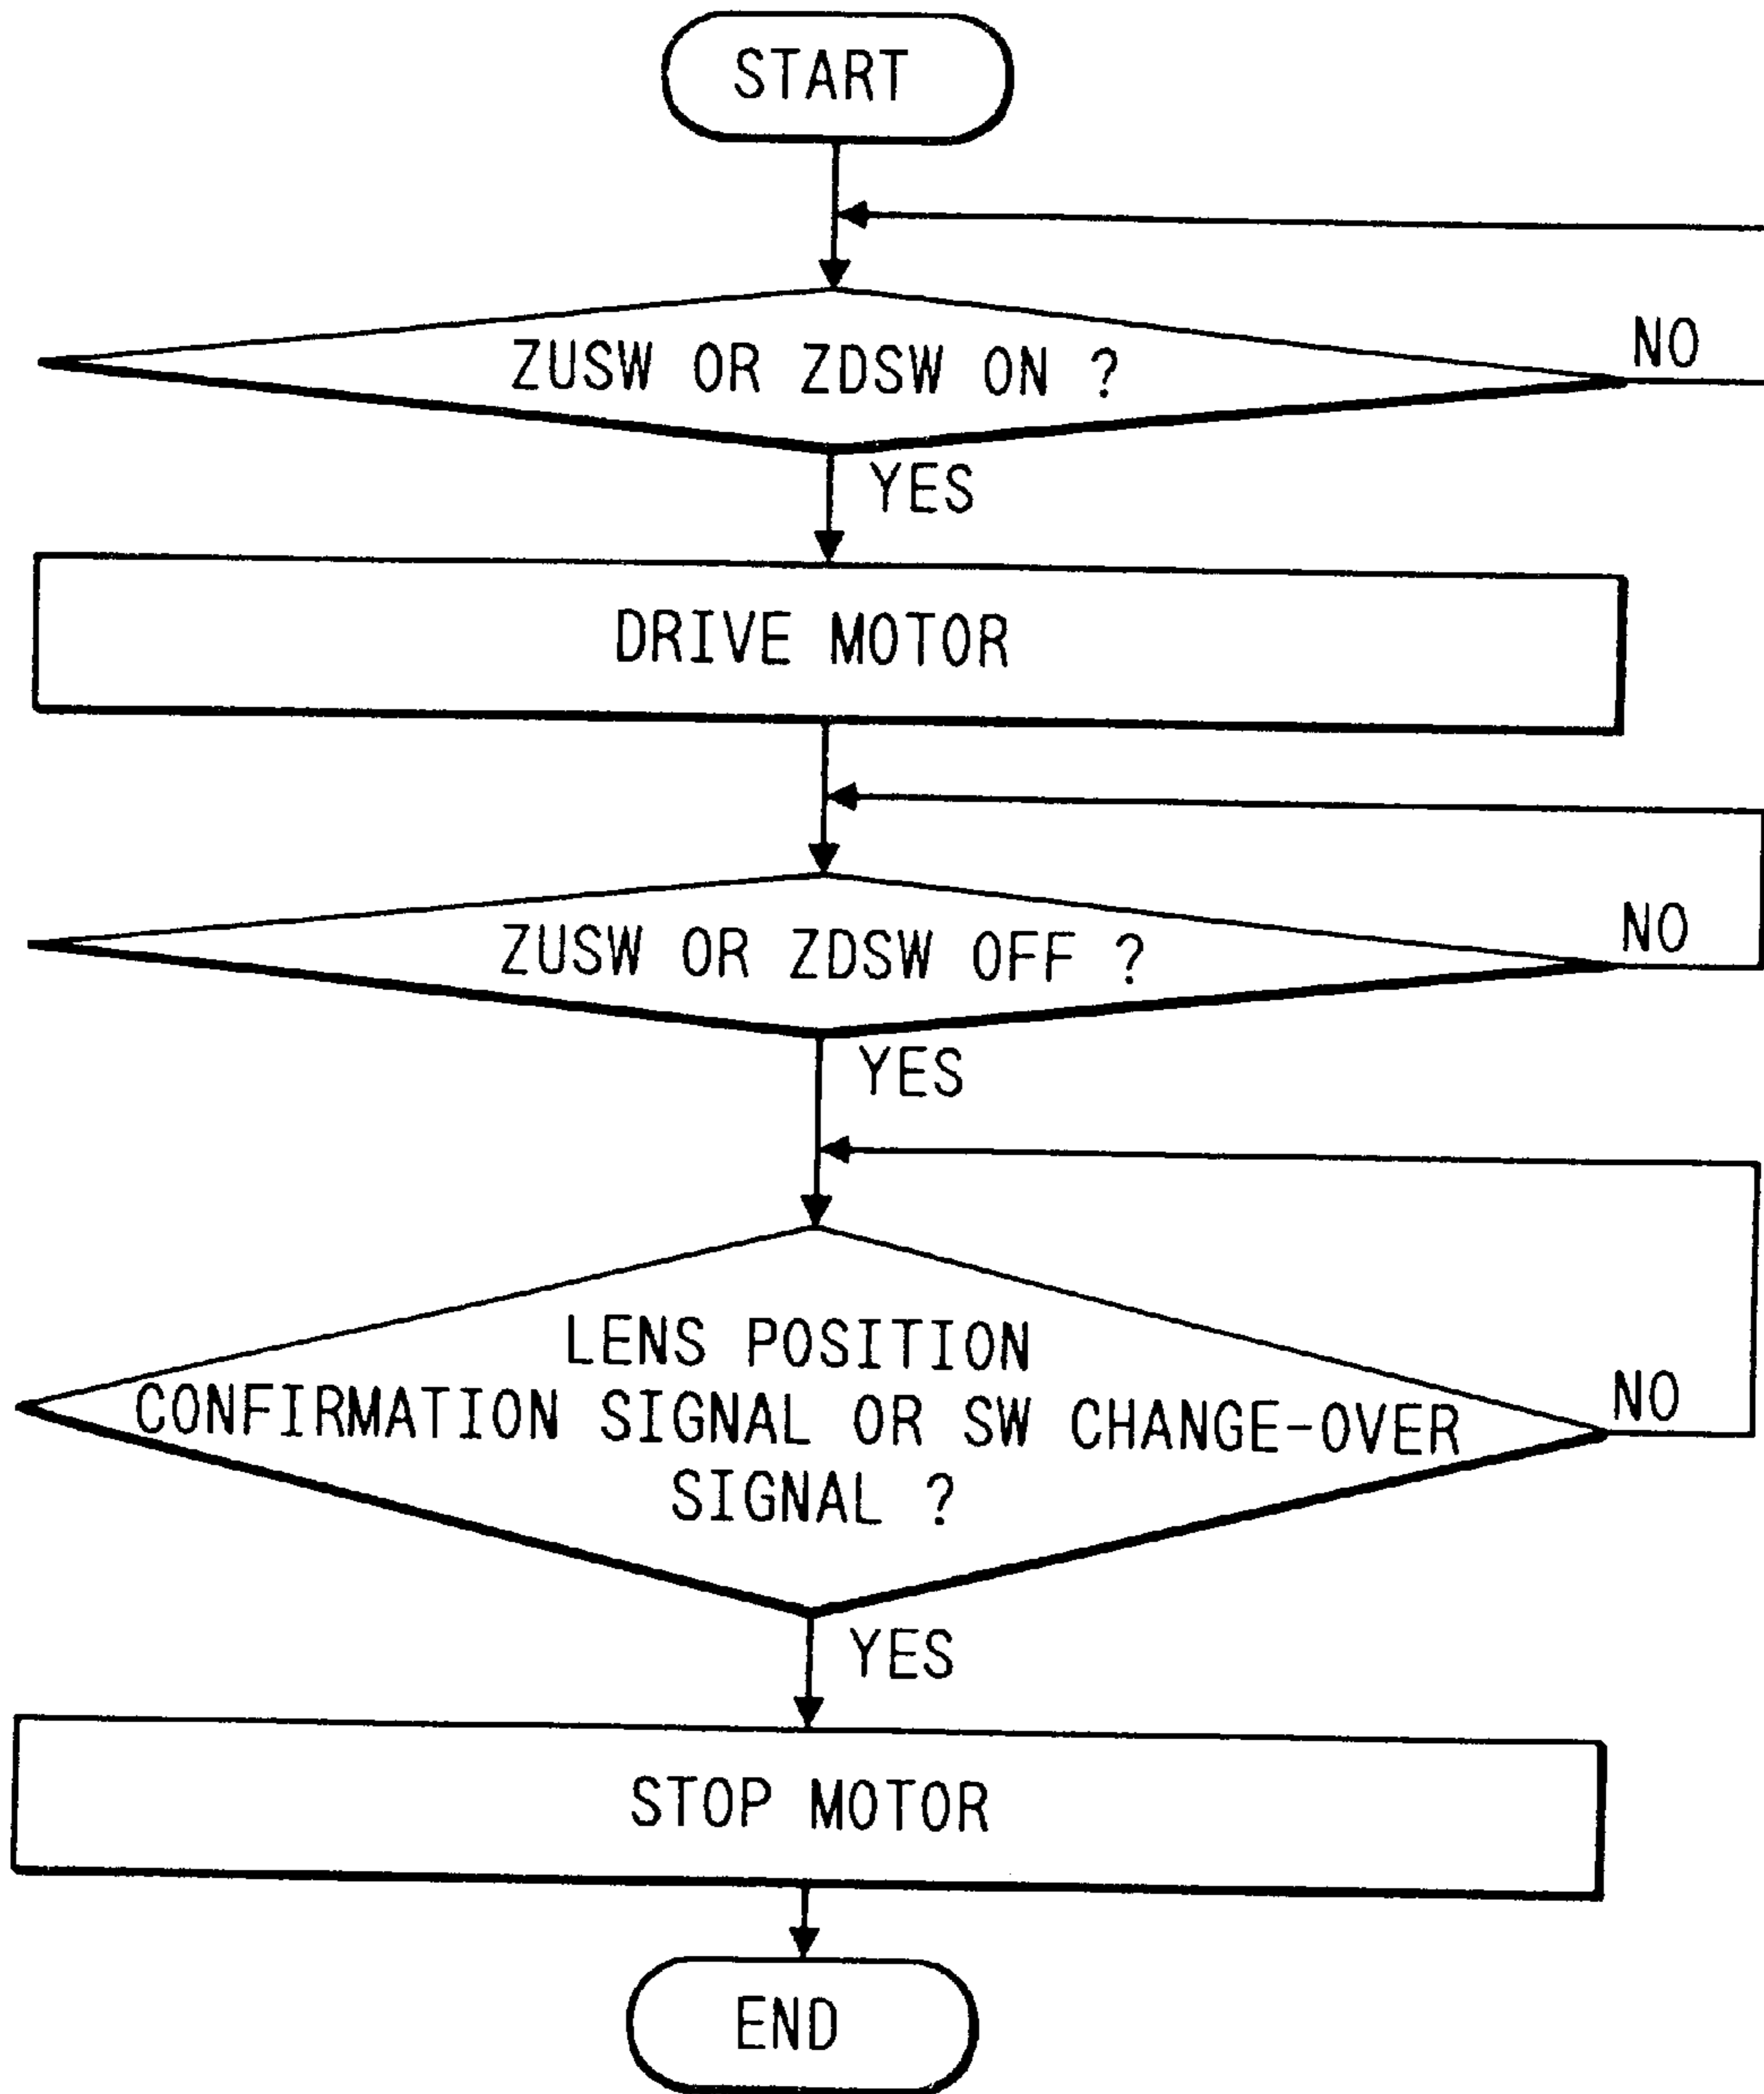 START
ZUSW OR ZDSW ON ?
NO
YES
DRIVE MOTOR
ZUSW OR ZDSW OFF ?
NO
YES
LENS POSITION
CONFIRMATION SIGNAL OR SW CHANGE-OVER
SIGNAL ?
NO
YES
STOP MOTOR
END